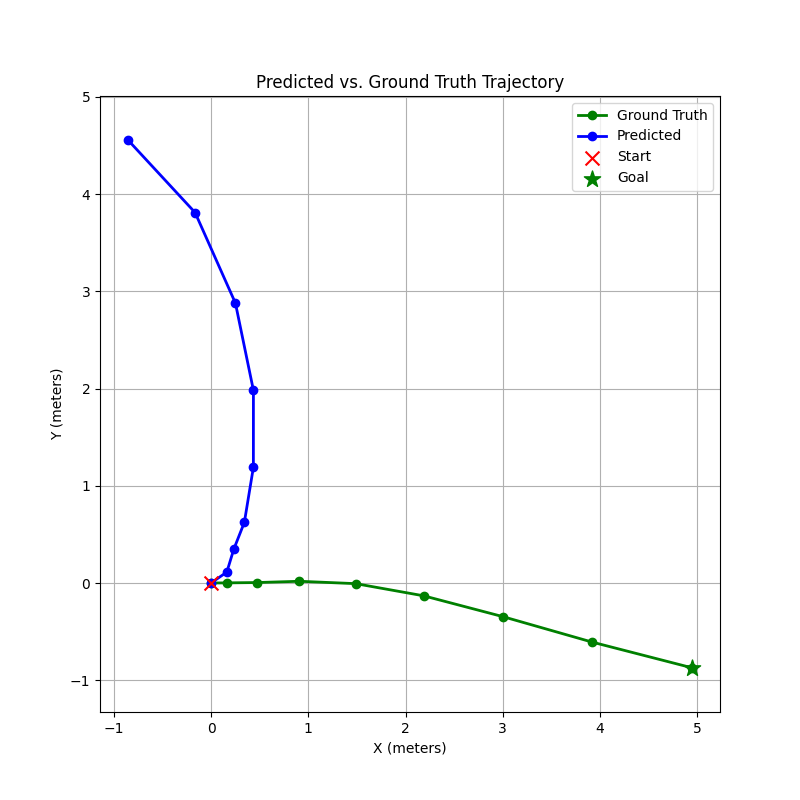 Predicted vs. Ground Truth Trajectory
Ground Truth
Predicted
Start
Goal
Y (meters)
5
4
3
2
1
0
−1
−1 0 1 2 3 4 5
X (meters)